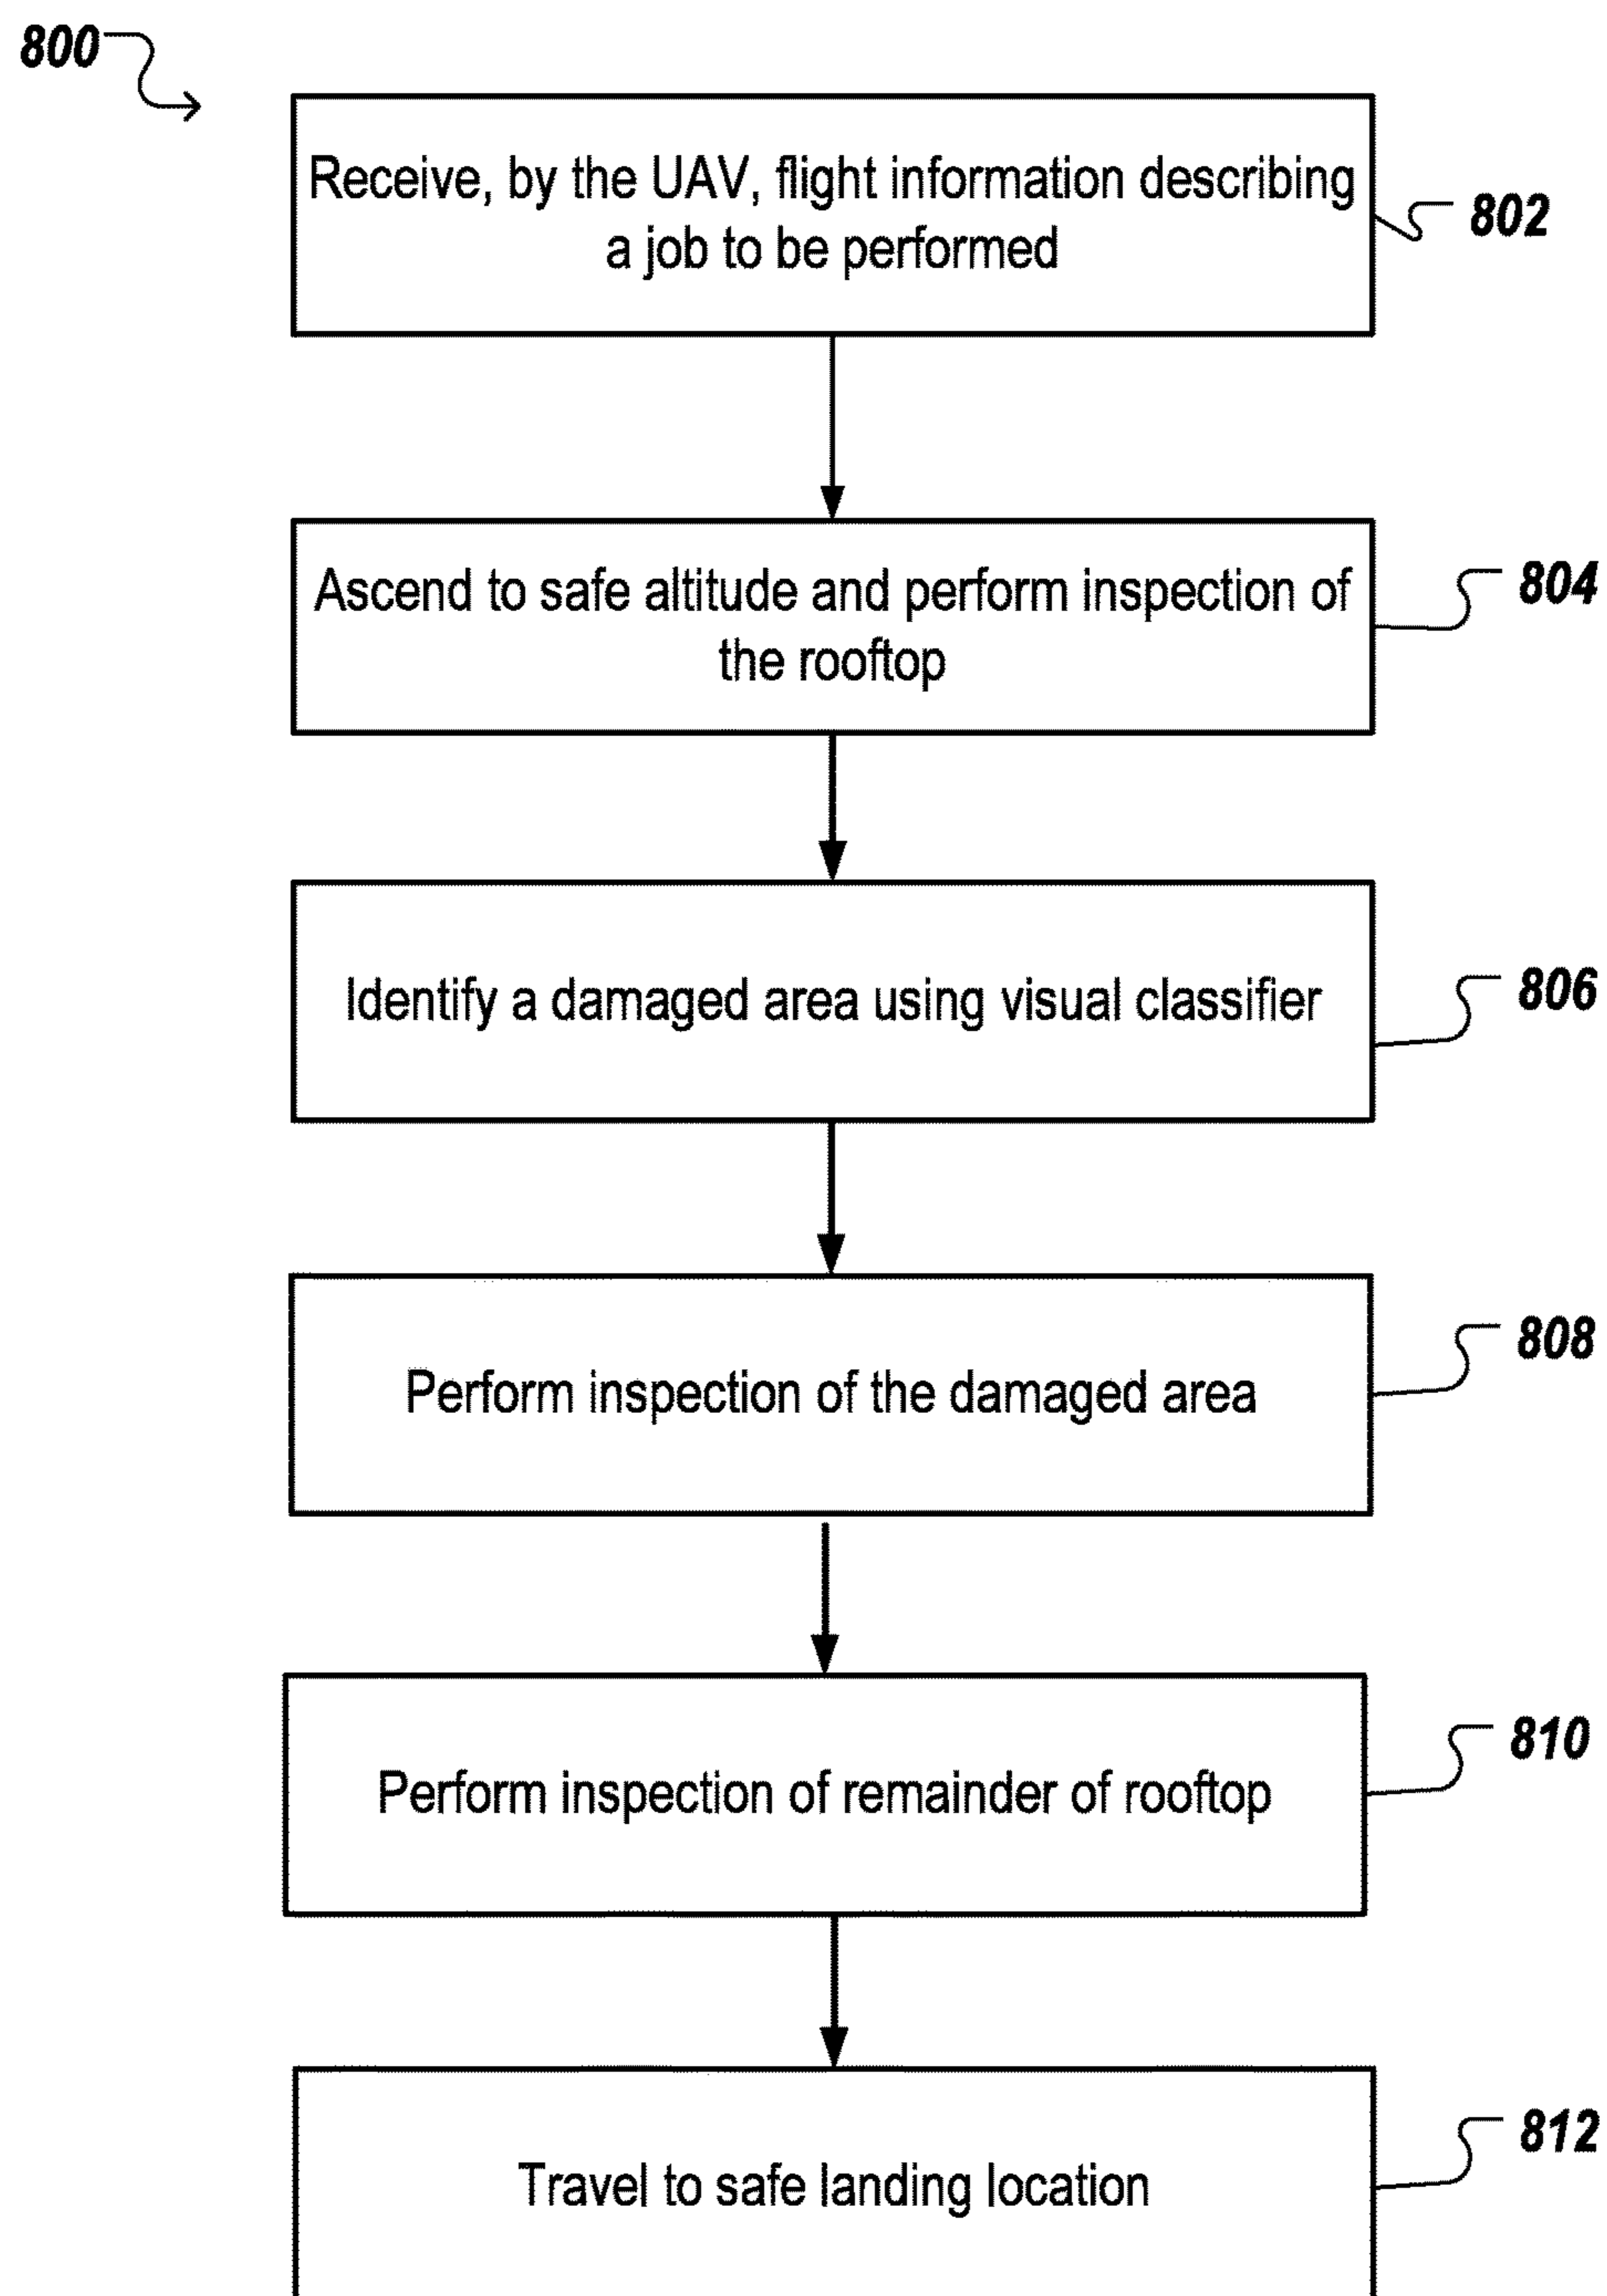 800
Receive, by the UAV, flight information describing
a job to be performed
802
Ascend to safe altitude and perform inspection of
the rooftop
804
Identify a damaged area using visual classifier
806
Perform inspection of the damaged area
808
Perform inspection of remainder of rooftop
810
Travel to safe landing location
812